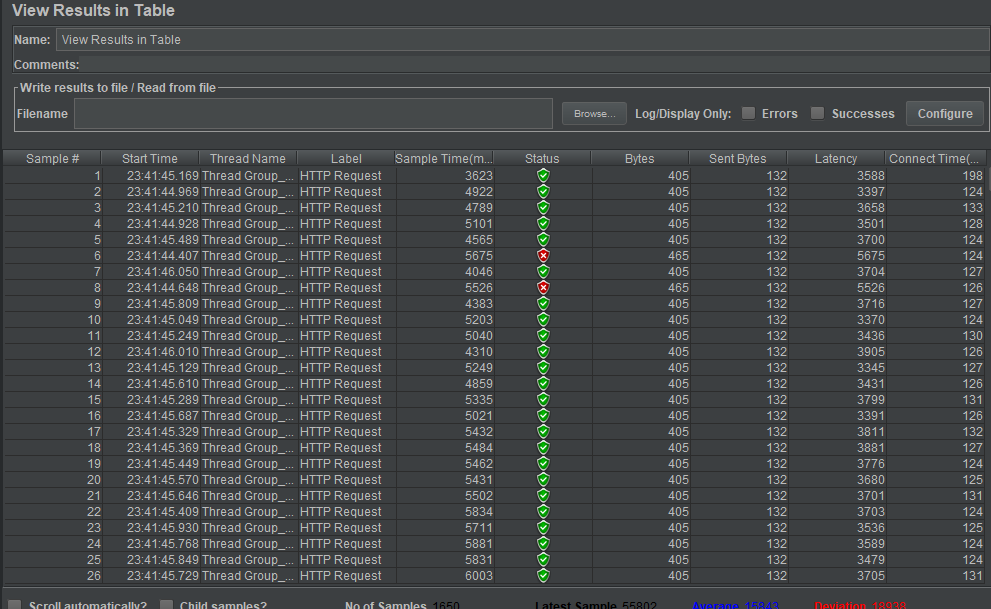 View Results in Table
Name: View Results in Table
Comments:
Write results to file / Read from file
Filename Browse... Log/Display Only: Errors Successes Configure
Sample # Start Time Thread Name Label Sample Time(m... Status Bytes Sent Bytes Latency Connect Time(...
1 23:41:45.169 Thread Group_... HTTP Request 3623 405 132 3588 198
2 23:41:44.969 Thread Group_... HTTP Request 4922 405 132 3397 124
3 23:41:45.210 Thread Group_... HTTP Request 4789 405 132 3658 133
4 23:41:44.928 Thread Group_... HTTP Request 5101 405 132 3501 128
5 23:41:45.489 Thread Group_... HTTP Request 4565 405 132 3700 124
6 23:41:44.407 Thread Group_... HTTP Request 5675 465 132 5675 124
7 23:41:46.050 Thread Group_... HTTP Request 4046 405 132 3704 127
8 23:41:44.648 Thread Group_... HTTP Request 5526 465 132 5526 126
9 23:41:45.809 Thread Group_... HTTP Request 4383 405 132 3716 127
10 23:41:45.049 Thread Group_... HTTP Request 5203 405 132 3370 124
11 23:41:45.249 Thread Group_... HTTP Request 5040 405 132 3436 130
12 23:41:46.010 Thread Group_... HTTP Request 4310 405 132 3905 126
13 23:41:45.129 Thread Group_... HTTP Request 5249 405 132 3345 127
14 23:41:45.610 Thread Group_... HTTP Request 4859 405 132 3431 126
15 23:41:45.289 Thread Group_... HTTP Request 5335 405 132 3799 131
16 23:41:45.687 Thread Group_... HTTP Request 5021 405 132 3391 126
17 23:41:45.329 Thread Group_... HTTP Request 5432 405 132 3811 132
18 23:41:45.369 Thread Group_... HTTP Request 5484 405 132 3881 127
19 23:41:45.449 Thread Group_... HTTP Request 5462 405 132 3776 124
20 23:41:45.570 Thread Group_... HTTP Request 5431 405 132 3680 125
21 23:41:45.646 Thread Group_... HTTP Request 5502 405 132 3701 131
22 23:41:45.409 Thread Group_... HTTP Request 5834 405 132 3703 124
23 23:41:45.930 Thread Group_... HTTP Request 5711 405 132 3536 125
24 23:41:45.768 Thread Group_... HTTP Request 5881 405 132 3589 124
25 23:41:45.849 Thread Group_... HTTP Request 5831 405 132 3479 124
26 23:41:45.729 Thread Group_... HTTP Request 6003 405 132 3705 131
Scroll automatically? Child samples? No of Samples 1650 Latest Sample 55802 Average 15843 Deviation 18938